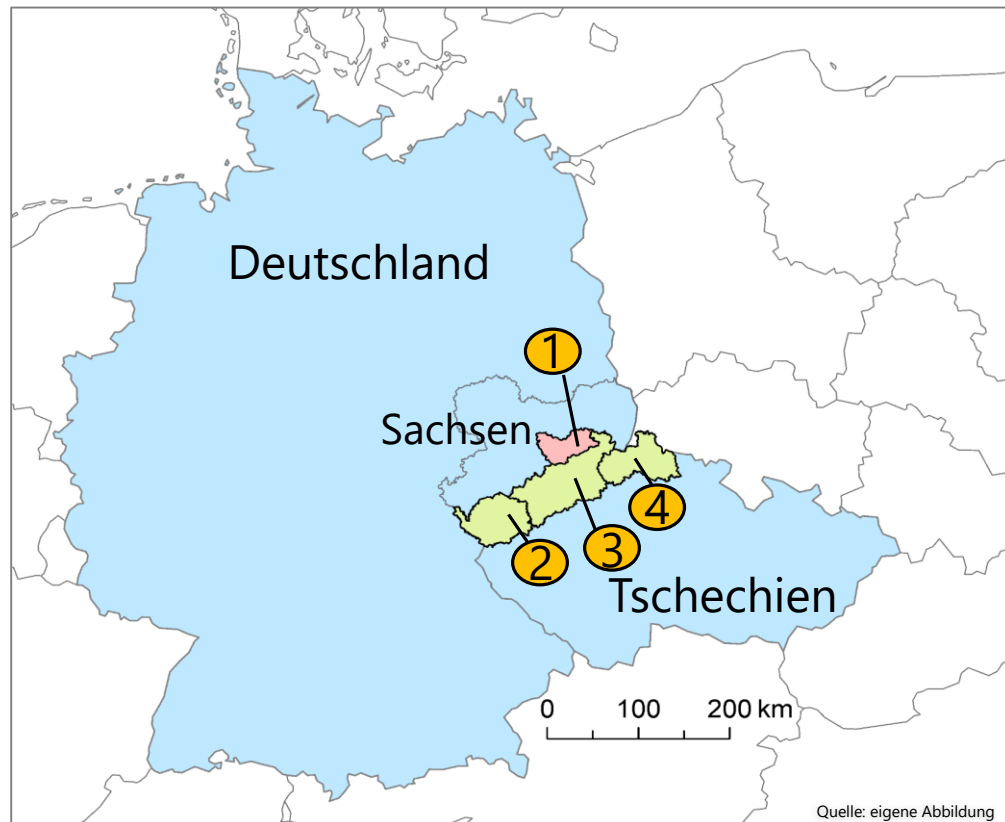 Deutschland
1
Sachsen
4
3
2
Tschechien
0 100 200 km
Quelle: eigene Abbildung